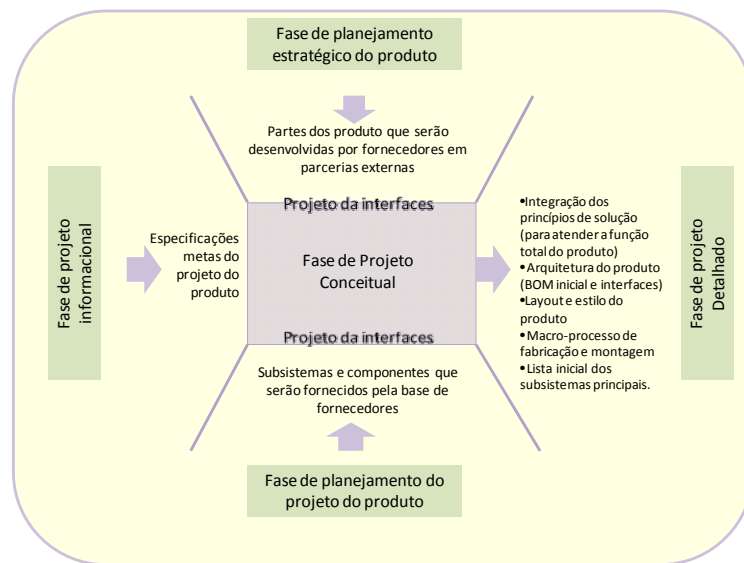 Fase de planejamento
estratégico do produto
Partes dos produto que serão
desenvolvidas por fornecedores em
parcerias externas
Projeto da interfaces
Fase de projeto
informacional
Especificações
metas do
projeto do
produto
Fase de Projeto
Conceitual
•Integração dos
princípios de solução
(para atender a função
total do produto)
•Arquitetura do produto
(BOM inicial e interfaces)
•Layout e estilo do
produto
•Macro-processo de
fabricação e montagem
•Lista inicial dos
subsistemas principais.
Fase de projeto
Detalhado
Projeto da interfaces
Subsistemas e componentes que
serão fornecidos pela base de
fornecedores
Fase de planejamento do
projeto do produto